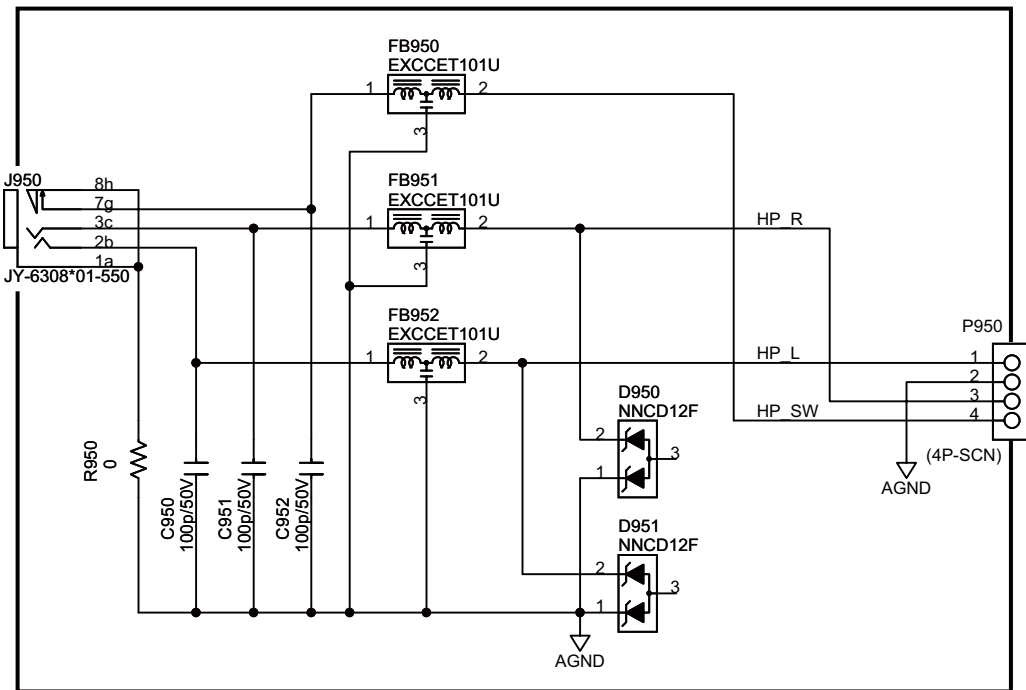 FB950
EXCCET101U
1
2
3
J950
8h
7g
3c
2b
1a
JY-6308*01-550
FB951
EXCCET101U
1
2
3
HP_R
FB952
EXCCET101U
1
2
3
HP_L
HP_SW
P950
1
2
3
4
(4P-SCN)
AGND
D950
NNCD12F
2
1
3
R950
0
C950
100p/50V
C951
100p/50V
C952
100p/50V
D951
NNCD12F
2
1
3
AGND